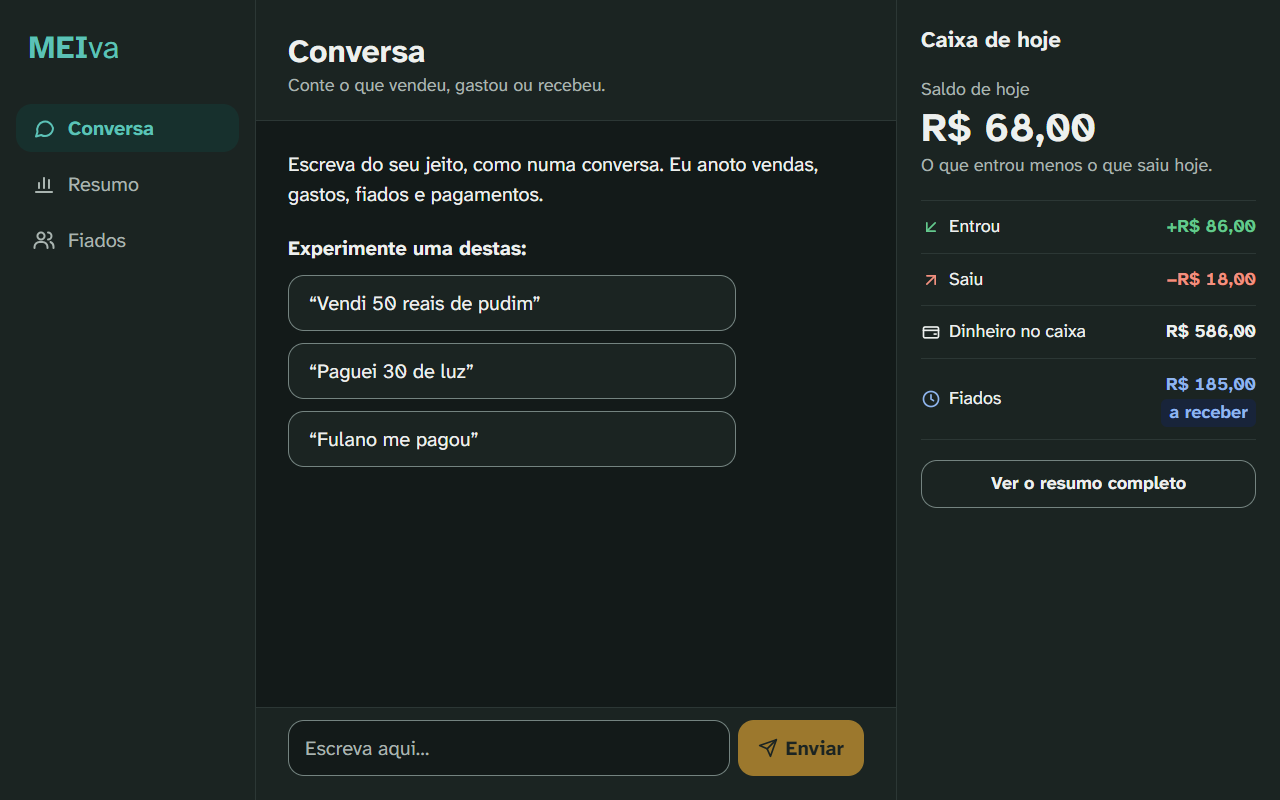 MEIva
Conversa
Resumo
Fiados
Conversa
Conte o que vendeu, gastou ou recebeu.
Escreva do seu jeito, como numa conversa. Eu anoto vendas,
gastos, fiados e pagamentos.
Experimente uma destas:
“Vendi 50 reais de pudim”
“Paguei 30 de luz”
“Fulano me pagou”
Escreva aqui...
Enviar
Caixa de hoje
Saldo de hoje
R$ 68,00
O que entrou menos o que saiu hoje.
Entrou +R$ 86,00
Saiu −R$ 18,00
Dinheiro no caixa R$ 586,00
Fiados R$ 185,00
a receber
Ver o resumo completo